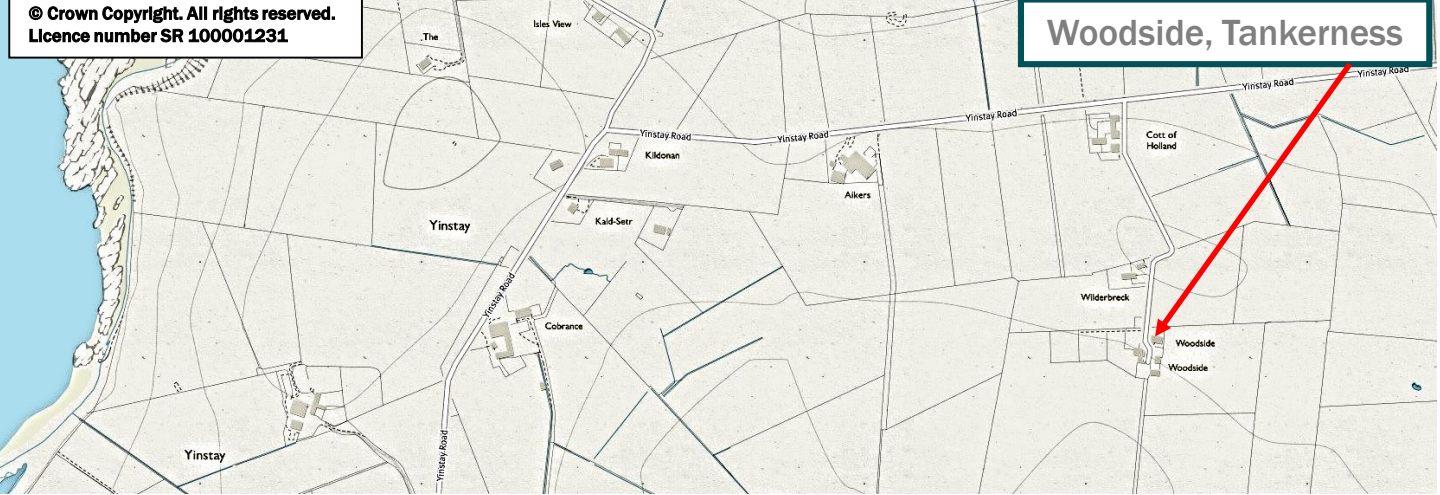 © Crown Copyright. All rights reserved.
Licence number SR 100001231
Woodside, Tankerness
Isles View
The
Yinstay Road
Yinstay Road
Yinstay Road
Yinstay Road
Yinstay Road
Cott of
Holland
Kildonan
Aikers
Kald-Setr
Yinstay
Yinstay Road
Wilderbreck
Cobrance
Woodside
Woodside
Yinstay
Yinstay Road